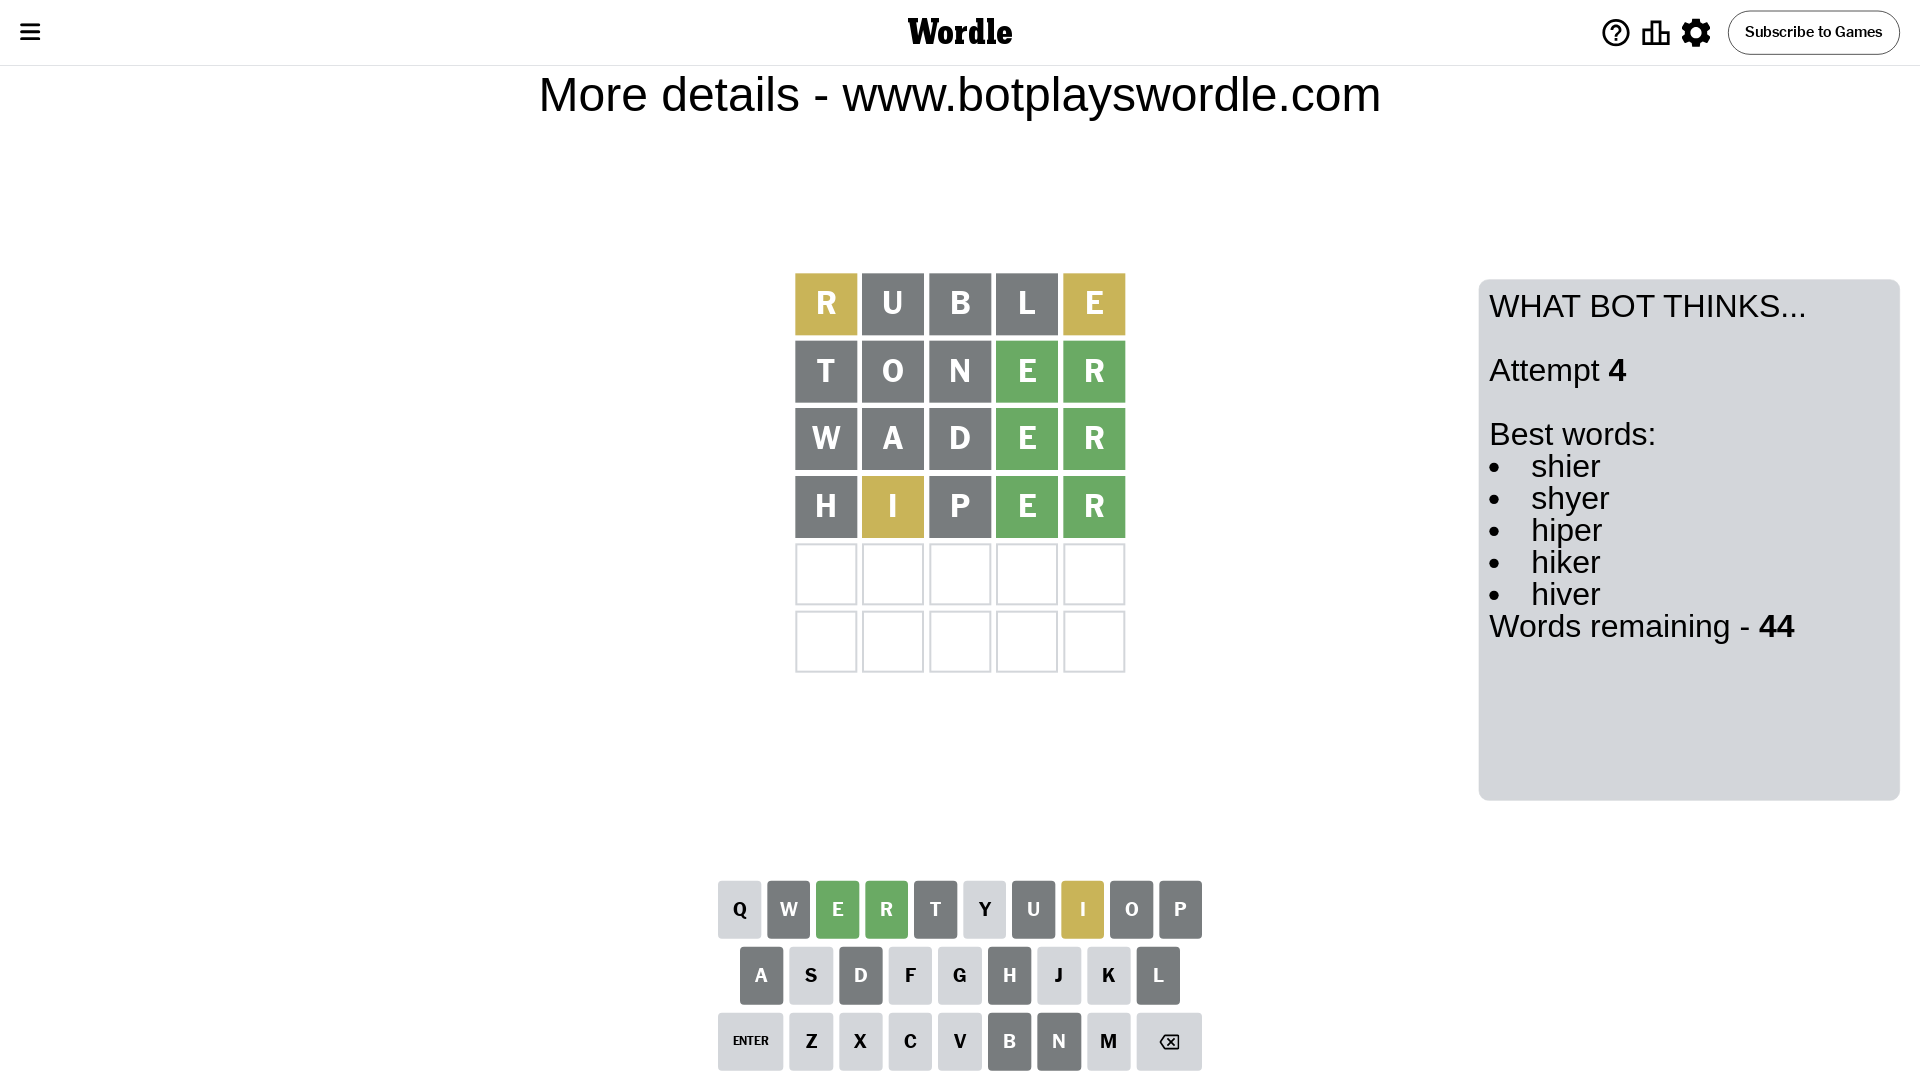 Wordle
Subscribe to Games
More details - www.botplayswordle.com
R U B L E
T O N E R
W A D E R
H I P E R
WHAT BOT THINKS...
Attempt 4
Best words:
• shier
• shyer
• hiper
• hiker
• hiver
Words remaining - 44
Q W E R T Y U I O P
A S D F G H J K L
ENTER Z X C V B N M